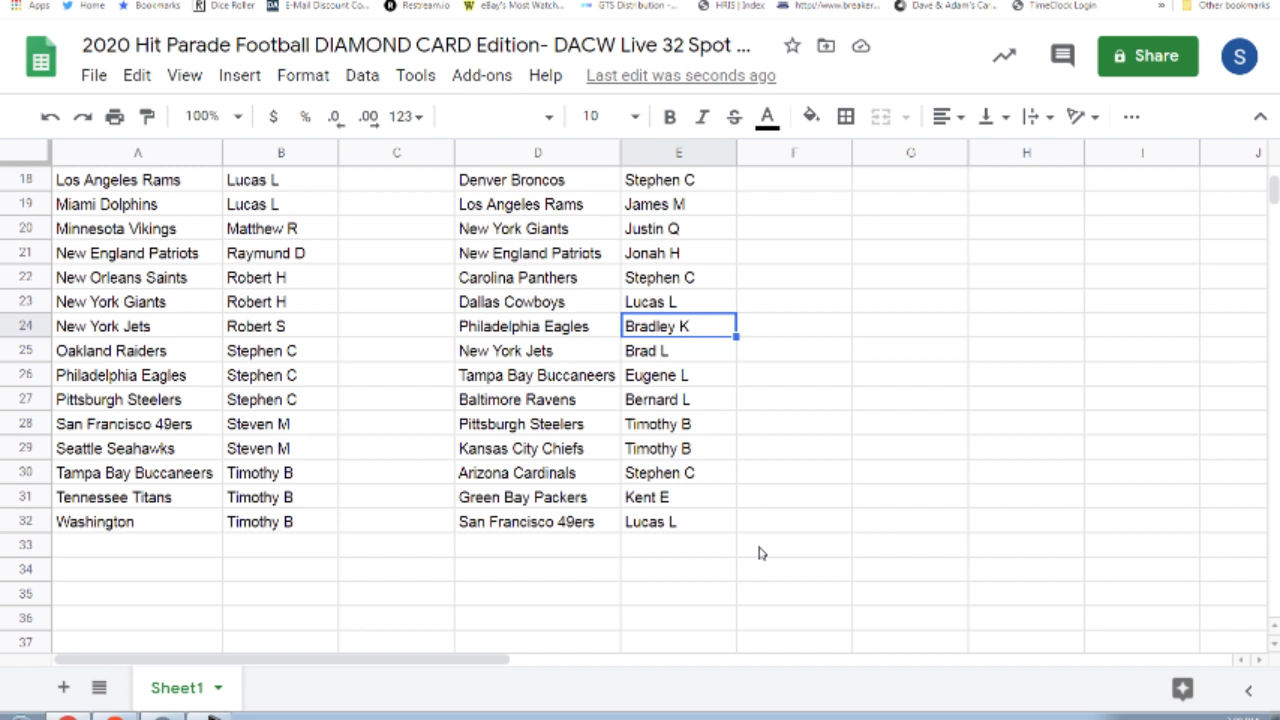 Apps Home Bookmarks Dice Roller E-Mail Discount Co... Restream.io eBay's Most Watch... GTS Distribution -... HRIS | Index http://www.breaker... Dave & Adam's Car... TimeClock Login » Other bookmarks
2020 Hit Parade Football DIAMOND CARD Edition- DACW Live 32 Spot ...
Share
S
File Edit View Insert Format Data Tools Add-ons Help Last edit was seconds ago
100% $ % .0 .00 123 10 B I S A ...
A B C D E F G H I J
18 Los Angeles Rams Lucas L Denver Broncos Stephen C
19 Miami Dolphins Lucas L Los Angeles Rams James M
20 Minnesota Vikings Matthew R New York Giants Justin Q
21 New England Patriots Raymund D New England Patriots Jonah H
22 New Orleans Saints Robert H Carolina Panthers Stephen C
23 New York Giants Robert H Dallas Cowboys Lucas L
24 New York Jets Robert S Philadelphia Eagles Bradley K
25 Oakland Raiders Stephen C New York Jets Brad L
26 Philadelphia Eagles Stephen C Tampa Bay Buccaneers Eugene L
27 Pittsburgh Steelers Stephen C Baltimore Ravens Bernard L
28 San Francisco 49ers Steven M Pittsburgh Steelers Timothy B
29 Seattle Seahawks Steven M Kansas City Chiefs Timothy B
30 Tampa Bay Buccaneers Timothy B Arizona Cardinals Stephen C
31 Tennessee Titans Timothy B Green Bay Packers Kent E
32 Washington Timothy B San Francisco 49ers Lucas L
33
34
35
36
37
+ Sheet1